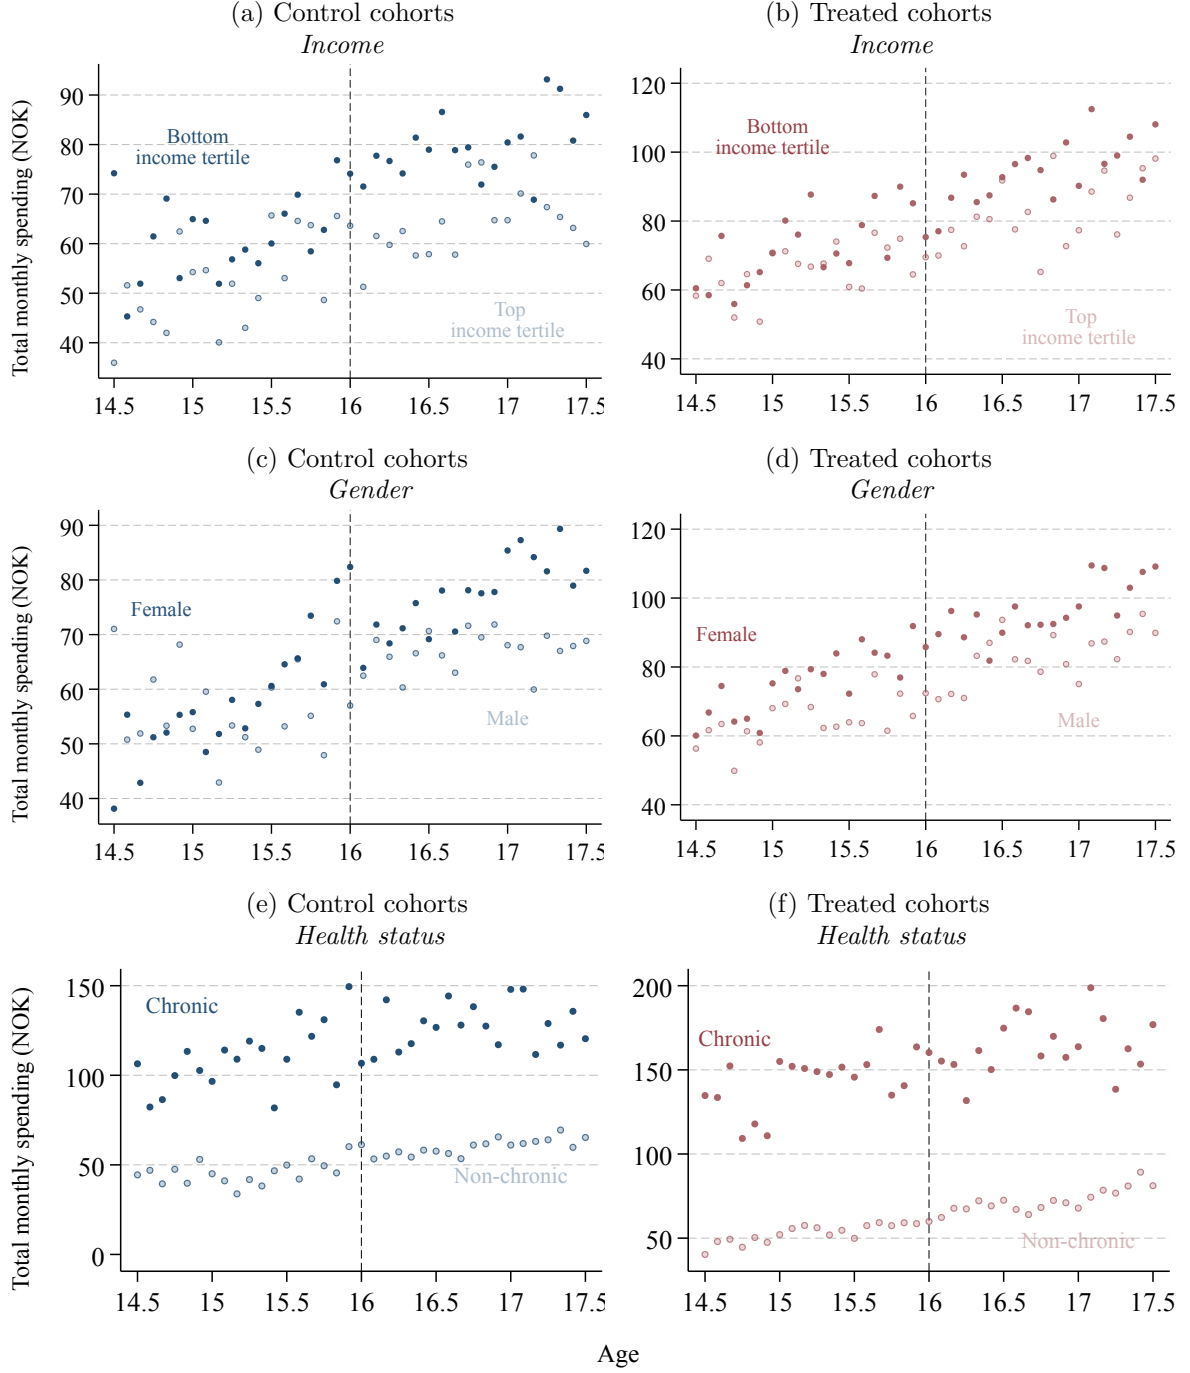 (a) Control cohorts
Income
Total monthly spending (NOK)
90
80
70
60
50
40
Bottom
income tertile
Top
income tertile
14.5 15 15.5 16 16.5 17 17.5
(b) Treated cohorts
Income
120
100
80
60
40
Bottom
income tertile
Top
income tertile
14.5 15 15.5 16 16.5 17 17.5
(c) Control cohorts
Gender
Total monthly spending (NOK)
90
80
70
60
50
40
Female
Male
14.5 15 15.5 16 16.5 17 17.5
(d) Treated cohorts
Gender
120
100
80
60
40
Female
Male
14.5 15 15.5 16 16.5 17 17.5
(e) Control cohorts
Health status
Total monthly spending (NOK)
150
100
50
0
Chronic
Non-chronic
14.5 15 15.5 16 16.5 17 17.5
(f) Treated cohorts
Health status
200
150
100
50
Chronic
Non-chronic
14.5 15 15.5 16 16.5 17 17.5
Age